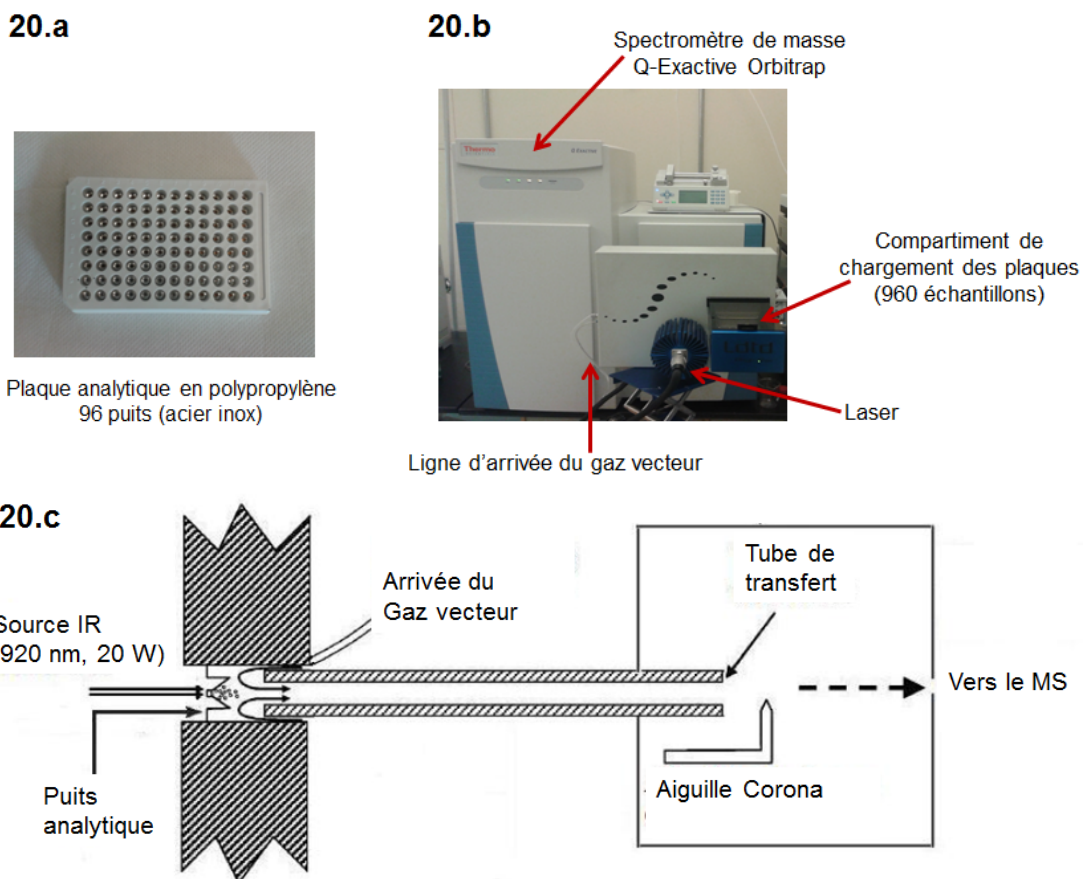 20.a
20.b
Spectromètre de masse
Q-Exactive Orbitrap
Thermo
Plaque analytique en polypropylène
96 puits (acier inox)
Compartiment de
chargement des plaques
(960 échantillons)
Laser
Ligne d'arrivée du gaz vecteur
20.c
Source IR
920 nm, 20 W)
Arrivée du
Gaz vecteur
Tube de
transfert
Vers le MS
Puits
analytique
Aiguille Corona